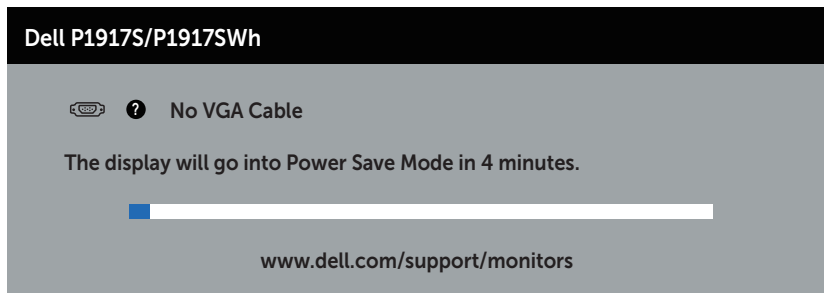 Dell P1917S/P1917SWh
? No VGA Cable
The display will go into Power Save Mode in 4 minutes.
www.dell.com/support/monitors